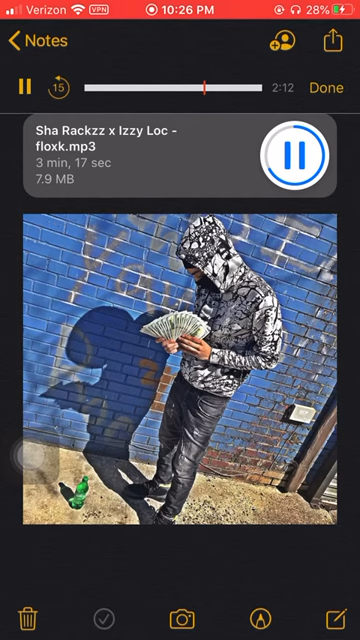 Verizon VPN 10:26 PM 28%
Notes
15 2:12 Done
Sha Rackzz x Izzy Loc -
floxk.mp3
3 min, 17 sec
7.9 MB